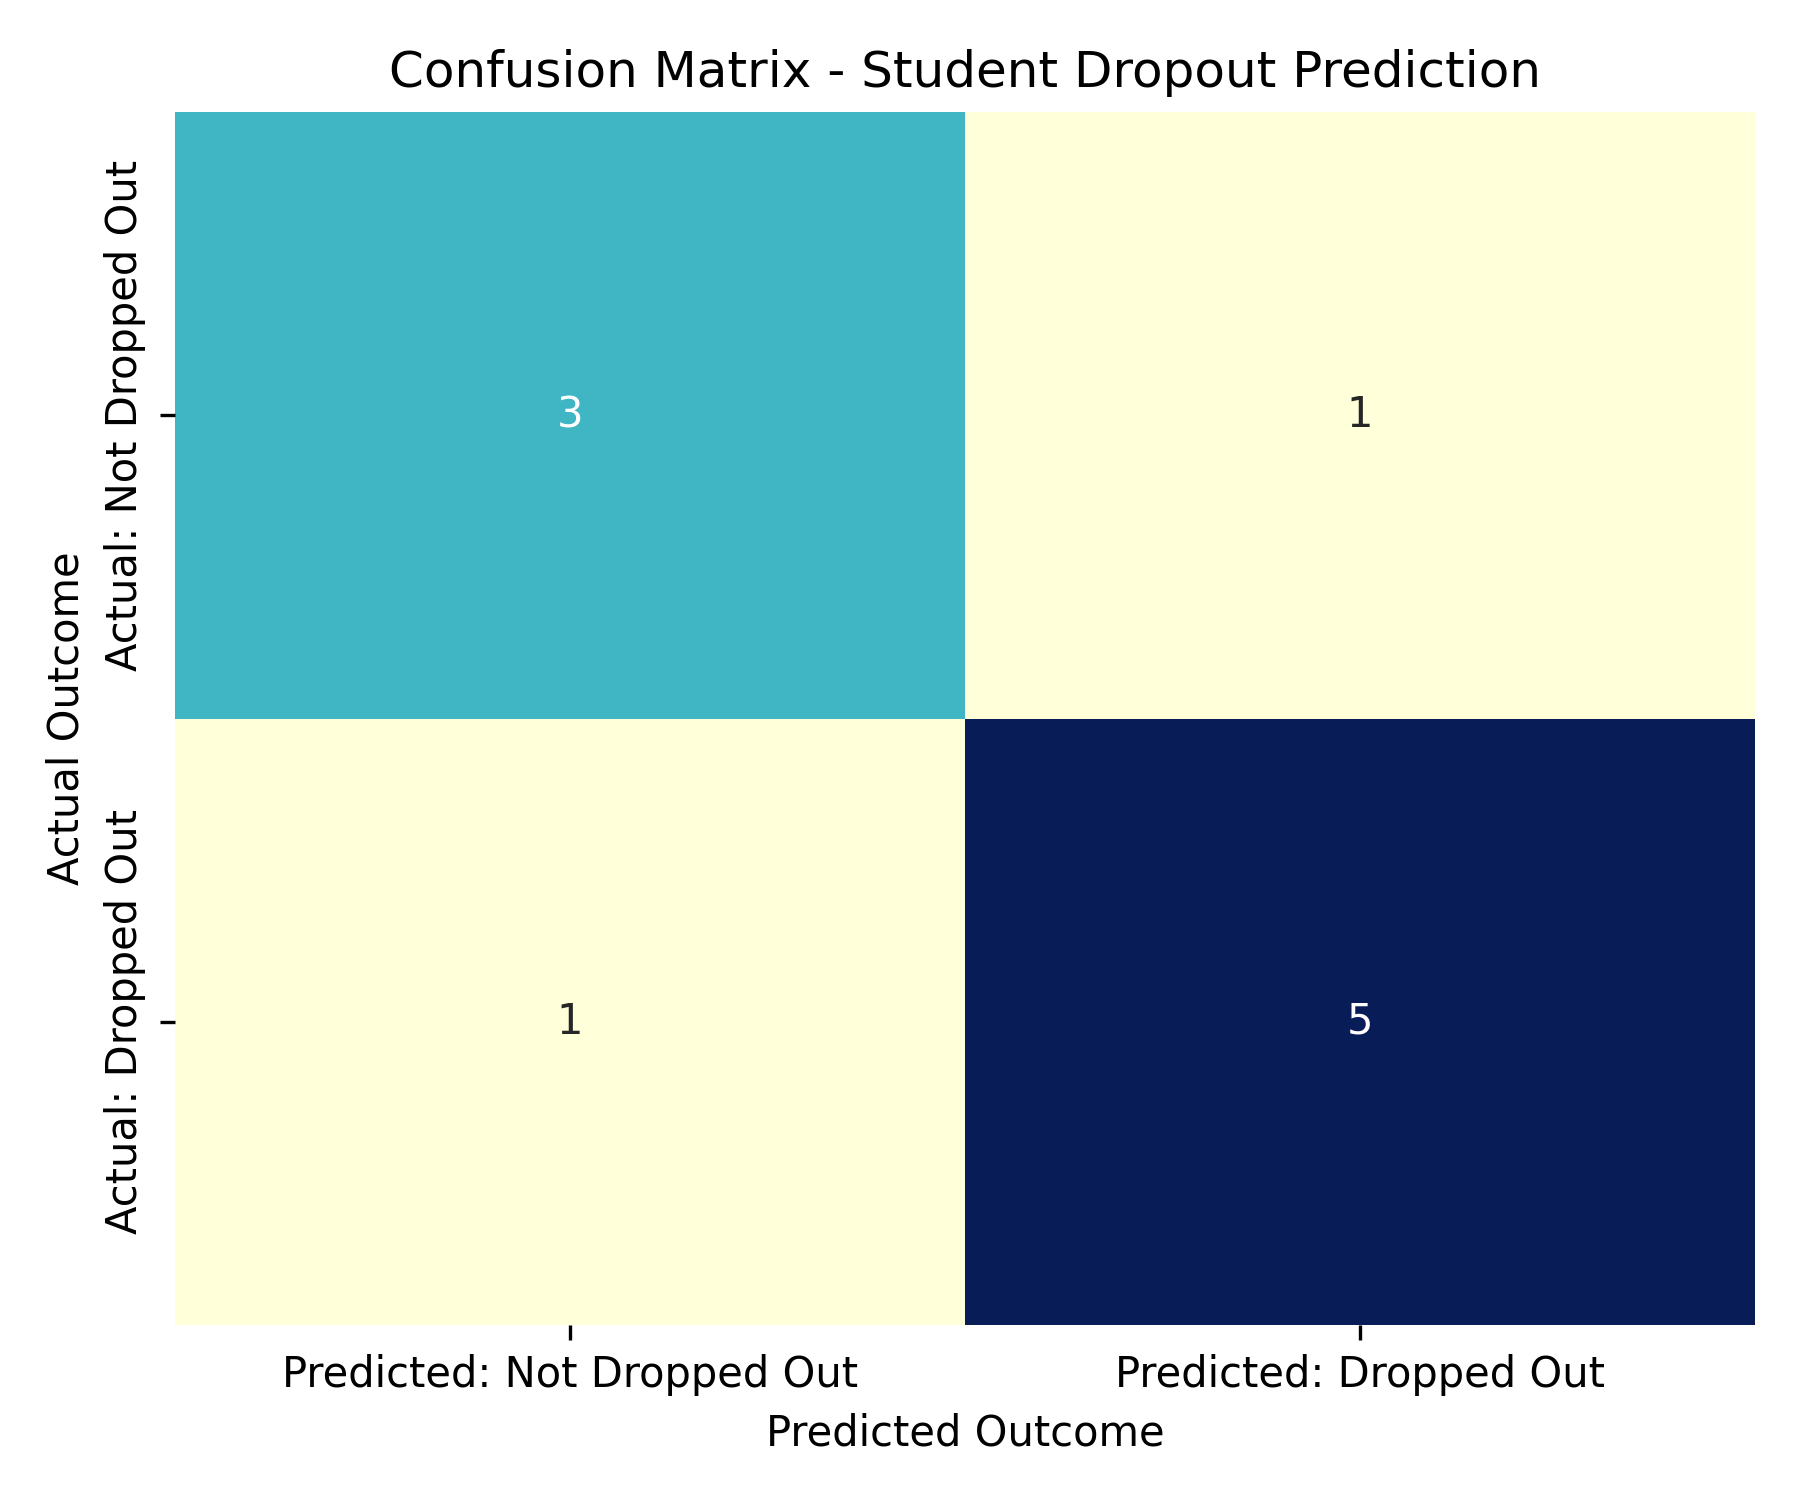 Confusion Matrix - Student Dropout Prediction
Actual Outcome
Actual: Not Dropped Out
3
1
Actual: Dropped Out
1
5
Predicted: Not Dropped Out
Predicted: Dropped Out
Predicted Outcome